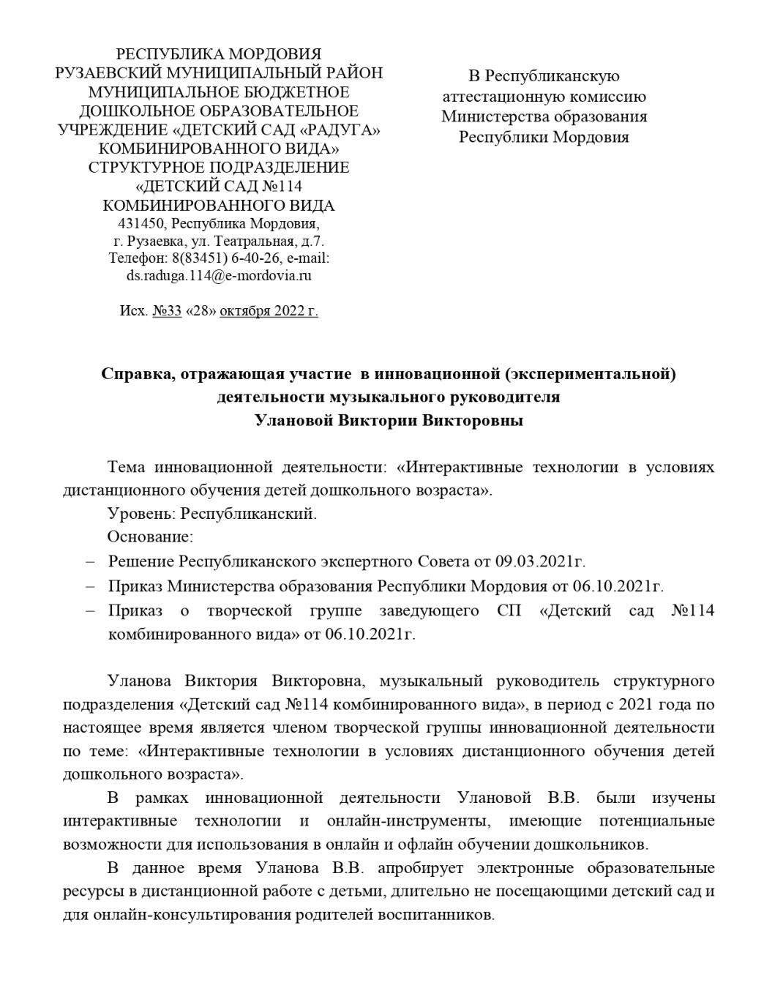 РЕСПУБЛИКА МОРДОВИЯ
РУЗАЕВСКИЙ МУНИЦИПАЛЬНЫЙ РАЙОН
МУНИЦИПАЛЬНОЕ БЮДЖЕТНОЕ
ДОШКОЛЬНОЕ ОБРАЗОВАТЕЛЬНОЕ
УЧРЕЖДЕНИЕ «ДЕТСКИЙ САД «РАДУГА»
КОМБИНИРОВАННОГО ВИДА»
СТРУКТУРНОЕ ПОДРАЗДЕЛЕНИЕ
«ДЕТСКИЙ САД №114
КОМБИНИРОВАННОГО ВИДА
431450, Республика Мордовия,
г. Рузаевка, ул. Театральная, д.7.
Телефон: 8(83451) 6-40-26, e-mail:
ds.raduga.114@e-mordovia.ru
Исх. №33 «28» октября 2022 г.
В Республиканскую
аттестационную комиссию
Министерства образования
Республики Мордовия
Справка, отражающая участие в инновационной (экспериментальной)
деятельности музыкального руководителя
Улановой Виктории Викторовны
Тема инновационной деятельности: «Интерактивные технологии в условиях
дистанционного обучения детей дошкольного возраста».
Уровень: Республиканский.
Основание:
– Решение Республиканского экспертного Совета от 09.03.2021г.
– Приказ Министерства образования Республики Мордовия от 06.10.2021г.
– Приказ о творческой группе заведующего СП «Детский сад №114
комбинированного вида» от 06.10.2021г.
Уланова Виктория Викторовна, музыкальный руководитель структурного
подразделения «Детский сад №114 комбинированного вида», в период с 2021 года по
настоящее время является членом творческой группы инновационной деятельности
по теме: «Интерактивные технологии в условиях дистанционного обучения детей
дошкольного возраста».
В рамках инновационной деятельности Улановой В.В. были изучены
интерактивные технологии и онлайн-инструменты, имеющие потенциальные
возможности для использования в онлайн и офлайн обучении дошкольников.
В данное время Уланова В.В. апробирует электронные образовательные
ресурсы в дистанционной работе с детьми, длительно не посещающими детский сад и
для онлайн-консультирования родителей воспитанников.